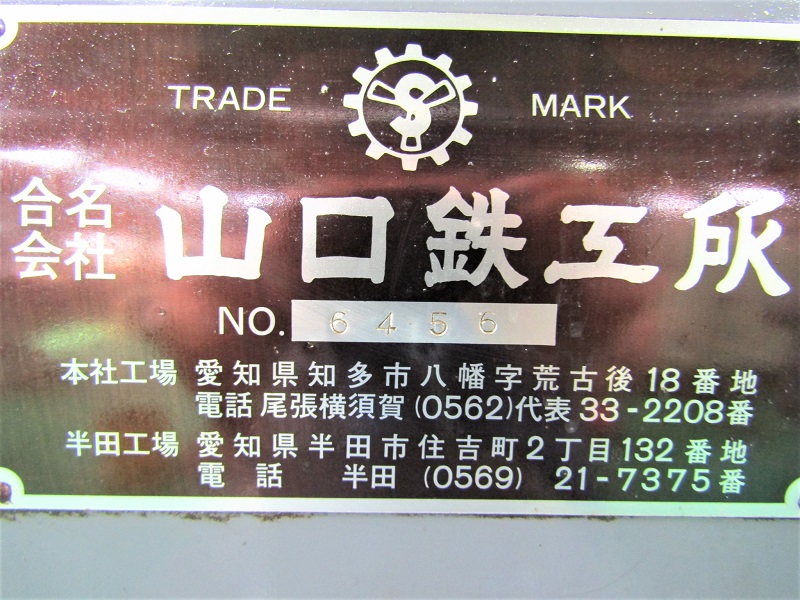 TRADE MARK
合名会社 山口鉄工所
NO. 6456
本社工場 愛知県知多市八幡字荒古後18番地
電話 尾張横須賀 (0562)代表 33-2208番
半田工場 愛知県半田市住吉町2丁目132番地
電話 半田 (0569) 21-7375番